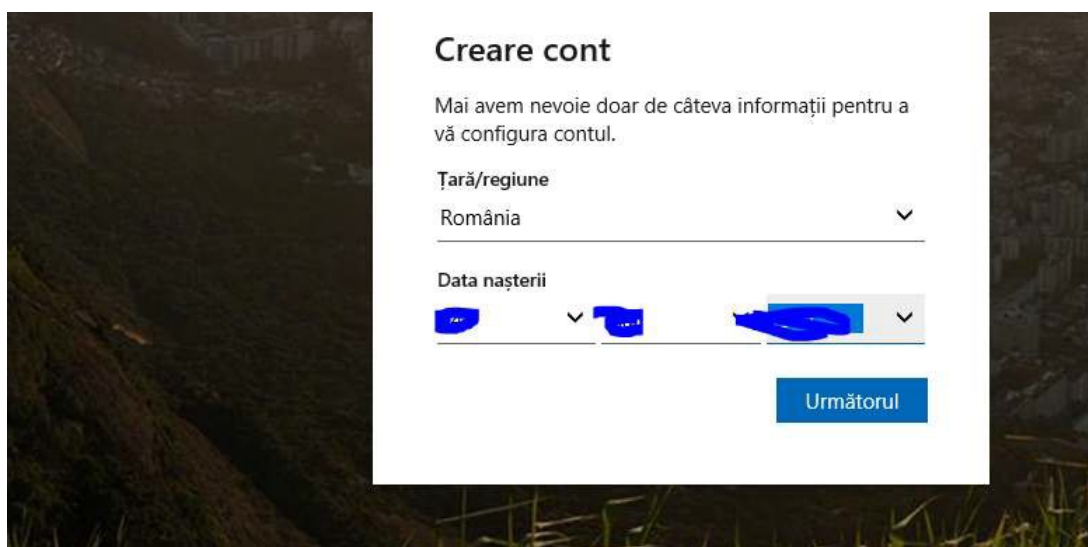 Creare cont
Mai avem nevoie doar de câteva informații pentru a
vă configura contul.
Țară/regiune
România
Data nașterii
Următorul